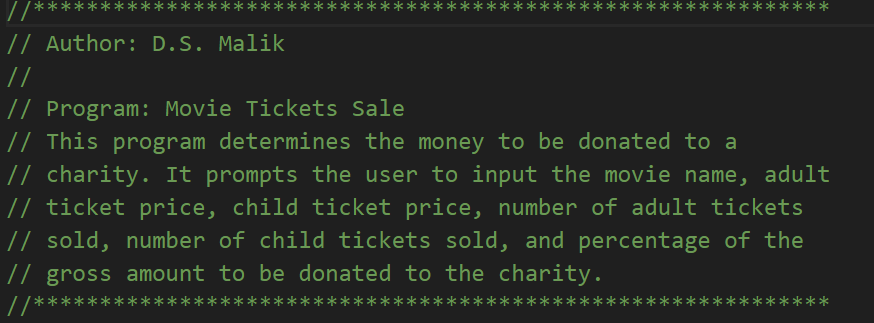 //************************************************************
// Author: D.S. Malik
//
// Program: Movie Tickets Sale
// This program determines the money to be donated to a
// charity. It prompts the user to input the movie name, adult
// ticket price, child ticket price, number of adult tickets
// sold, number of child tickets sold, and percentage of the
// gross amount to be donated to the charity.
//************************************************************